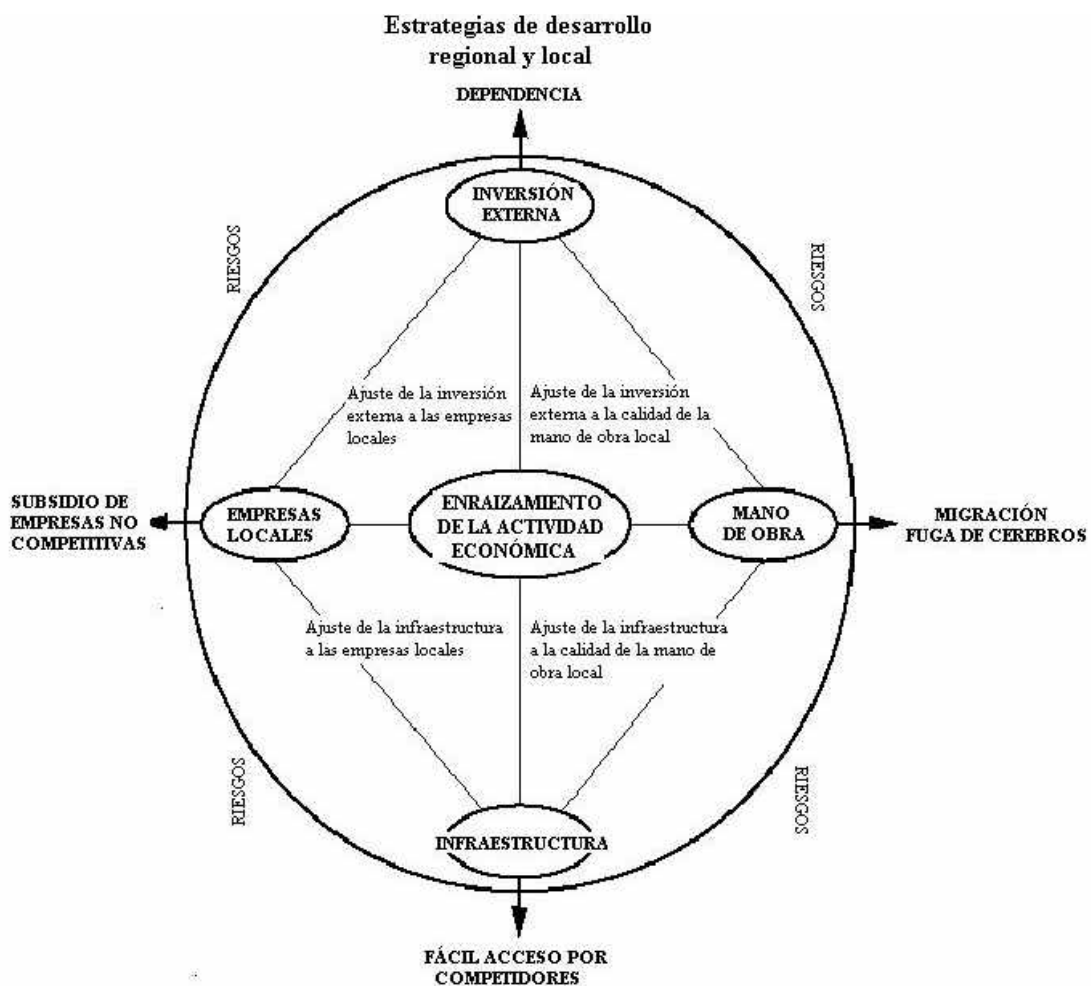 Estrategias de desarrollo
regional y local
DEPENDENCIA
INVERSIÓN
EXTERNA
RIESGOS
RIESGOS
Ajuste de la inversión
externa a las empresas
locales
Ajuste de la inversión
externa a la calidad de la
mano de obra local
SUBSIDIO DE
EMPRESAS NO
COMPETITIVAS
EMPRESAS
LOCALES
ENRAIZAMIENTO
DE LA ACTIVIDAD
ECONÓMICA
MANO
DE OBRA
MIGRACIÓN
FUGA DE CEREBROS
Ajuste de la infraestructura
a las empresas locales
Ajuste de la infraestructura
a la calidad de la mano de
obra local
RIESGOS
RIESGOS
INFRAESTRUCTURA
FÁCIL ACCESO POR
COMPETIDORES